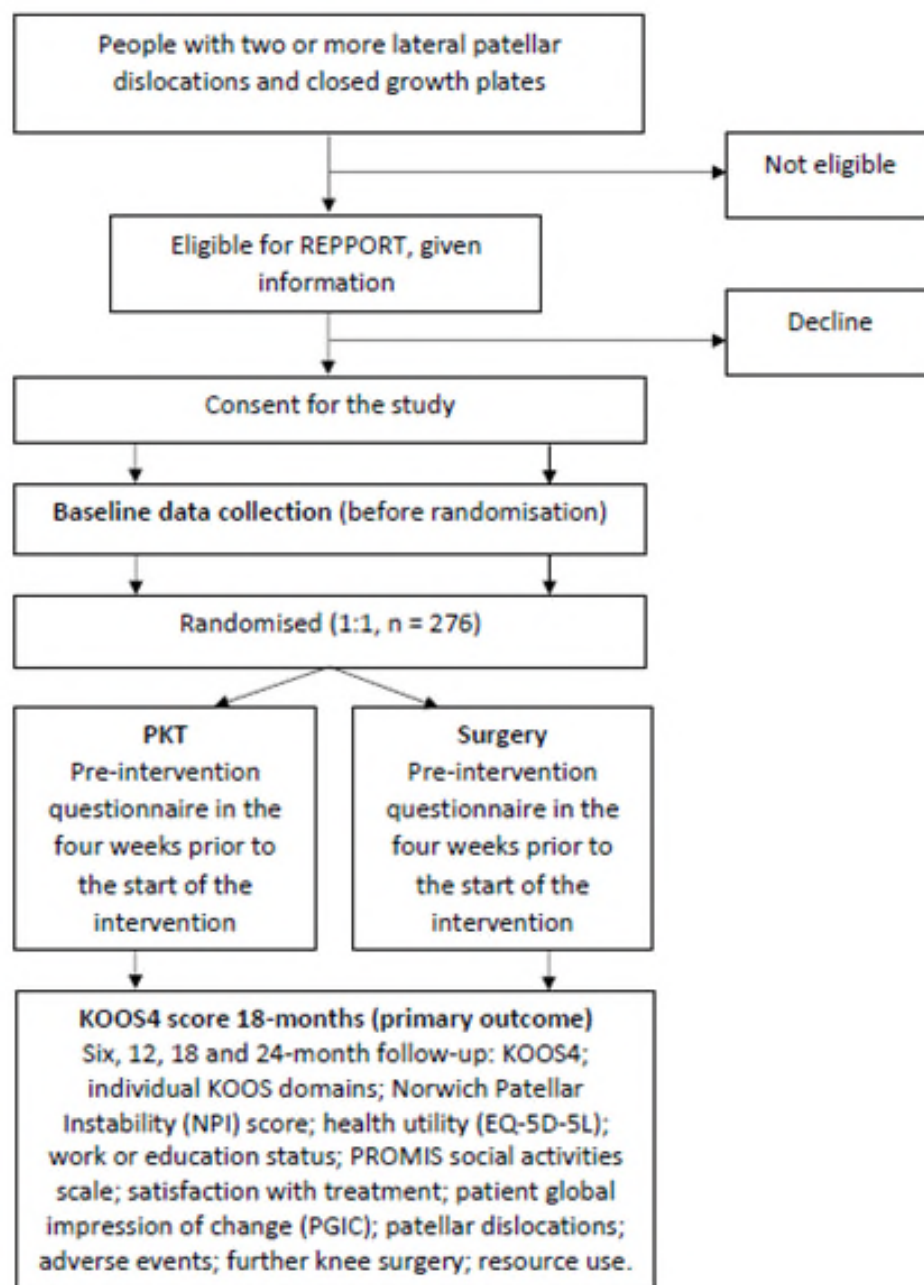 People with two or more lateral patellar
dislocations and closed growth plates
Not eligible
Eligible for REPPORT, given
information
Decline
Consent for the study
Baseline data collection (before randomisation)
Randomised (1:1, n = 276)
PKT
Pre-intervention
questionnaire in the
four weeks prior to
the start of the
intervention
Surgery
Pre-intervention
questionnaire in the
four weeks prior to
the start of the
intervention
KOOS4 score 18-months (primary outcome)
Six, 12, 18 and 24-month follow-up: KOOS4;
individual KOOS domains; Norwich Patellar
Instability (NPI) score; health utility (EQ-5D-5L);
work or education status; PROMIS social activities
scale; satisfaction with treatment; patient global
impression of change (PGIC); patellar dislocations;
adverse events; further knee surgery; resource use.